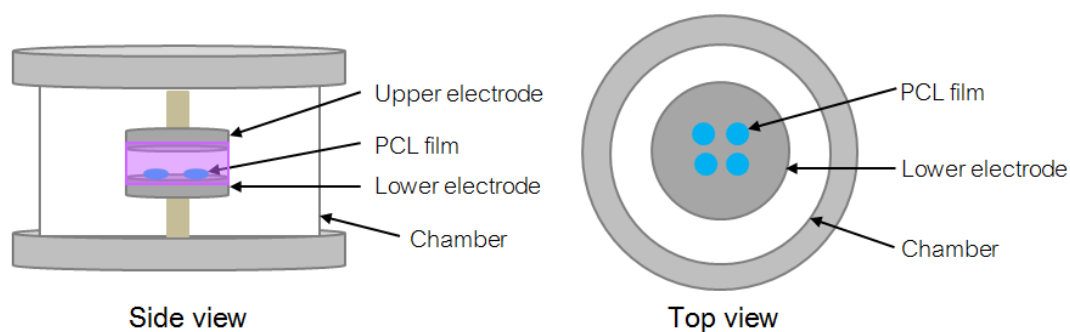 Upper electrode
PCL film
Lower electrode
Chamber
Side view
PCL film
Lower electrode
Chamber
Top view